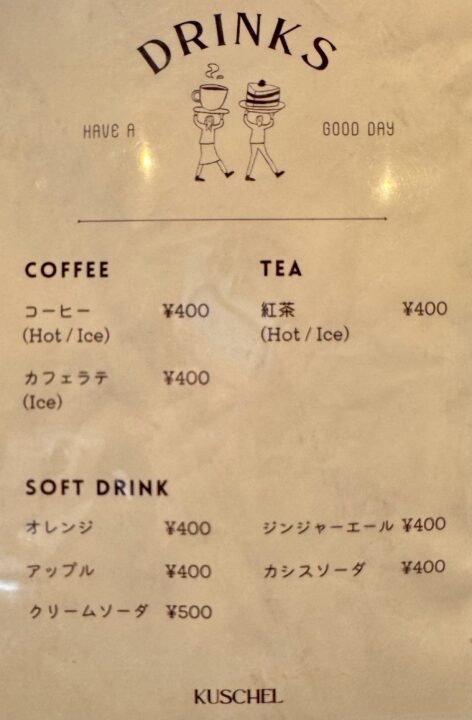 DRINKS
HAVE A GOOD DAY
COFFEE
コーヒー ¥400
(Hot / Ice)
カフェラテ ¥400
(Ice)
TEA
紅茶 ¥400
(Hot / Ice)
SOFT DRINK
オレンジ ¥400
アップル ¥400
クリームソーダ ¥500
ジンジャーエール ¥400
カシスソーダ ¥400
KUSCHEL